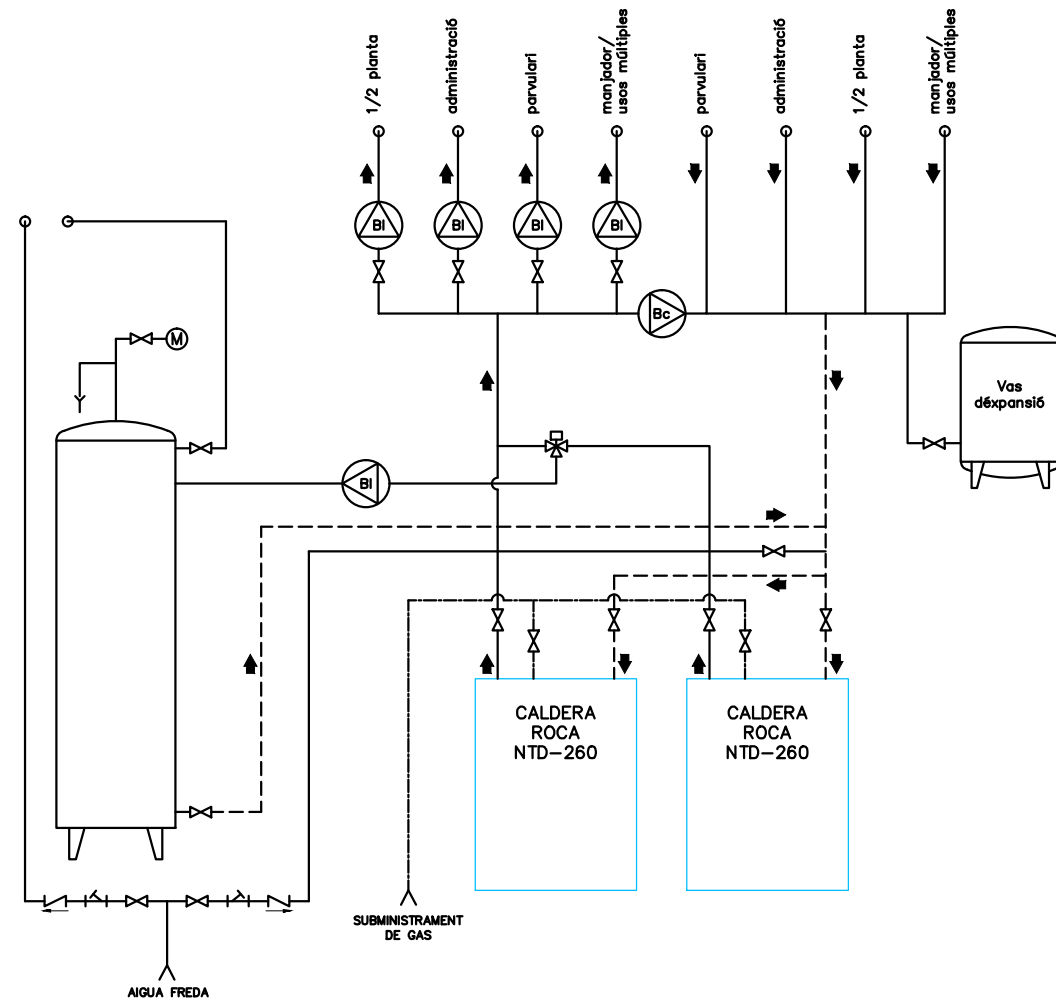 1/2 planta
administració
parvulari
manjador/
usos múltiples
parvulari
administració
1/2 planta
manjador/
usos múltiples
BI
BI
BI
BI
Bc
M
Vas
déxpansió
BI
CALDERA
ROCA
NTD-260
CALDERA
ROCA
NTD-260
SUBMINISTRAMENT
DE GAS
AIGUA FREDA